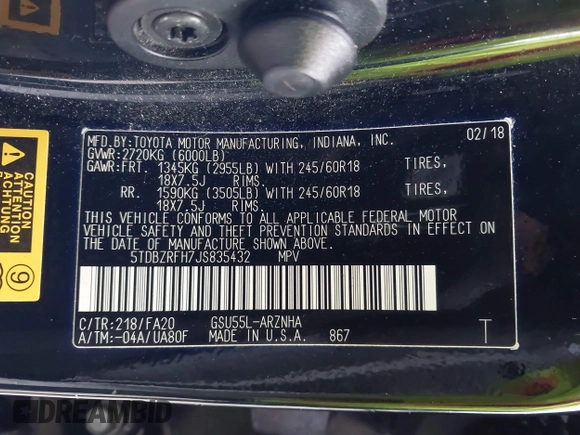 MFD.BY:TOYOTA MOTOR MANUFACTURING, INDIANA, INC. 02/18
GVWR:2720KG (6000LB)
GAWR:FRT. 1345KG (2955LB) WITH 245/60R18 TIRES,
18X7.5J RIMS.
RR. 1590KG (3505LB) WITH 245/60R18 TIRES,
18X7.5J RIMS.
THIS VEHICLE CONFORMS TO ALL APPLICABLE FEDERAL MOTOR
VEHICLE SAFETY AND THEFT PREVENTION STANDARDS IN EFFECT ON
THE DATE OF MANUFACTURE SHOWN ABOVE.
5TDBZRFH7JS835432 MPV
C/TR:218/FA20 GSU55L-ARZNHA
A/TM:-04A/UA80F MADE IN U.S.A. 867 T
CAUTION
ATTENTION
ACHTUNG
9
DREAMBID